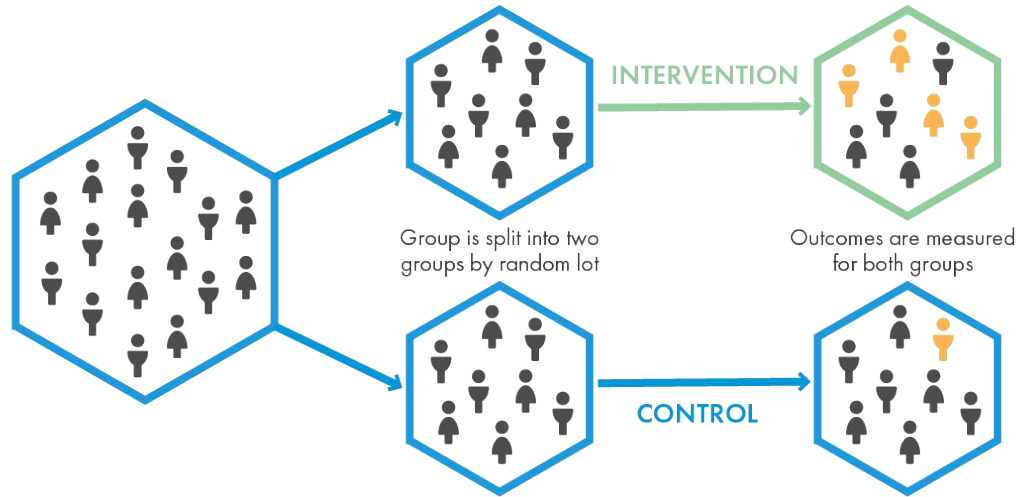 INTERVENTION
Group is split into two
groups by random lot
Outcomes are measured
for both groups
CONTROL